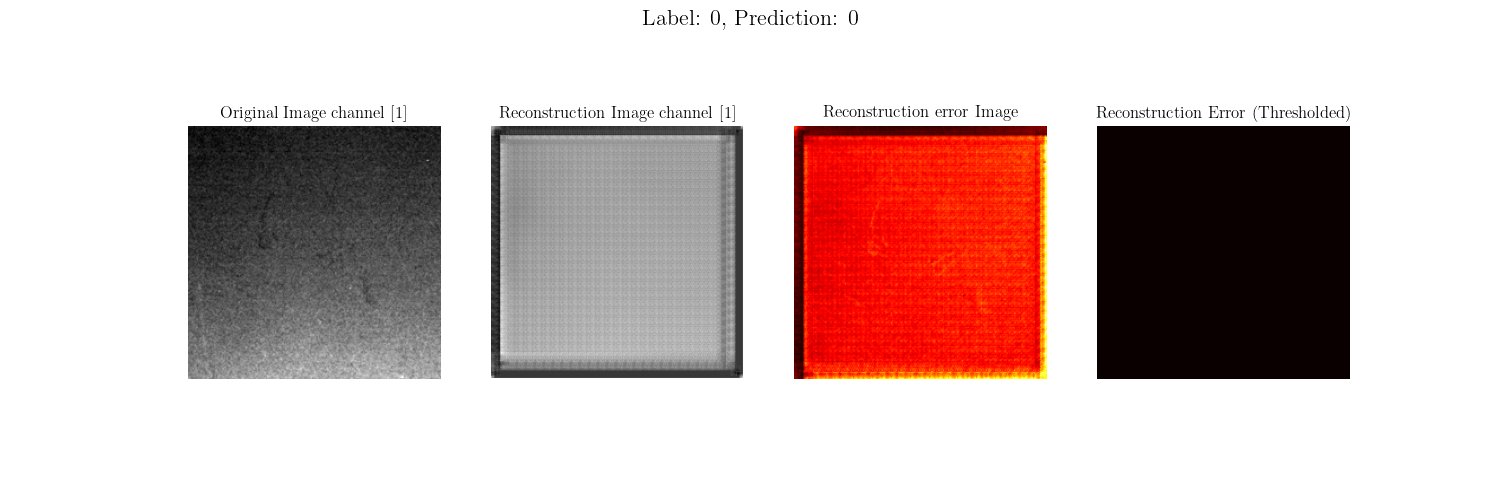 Label: 0, Prediction: 0
Original Image channel [1]
Reconstruction Image channel [1]
Reconstruction error Image
Reconstruction Error (Thresholded)